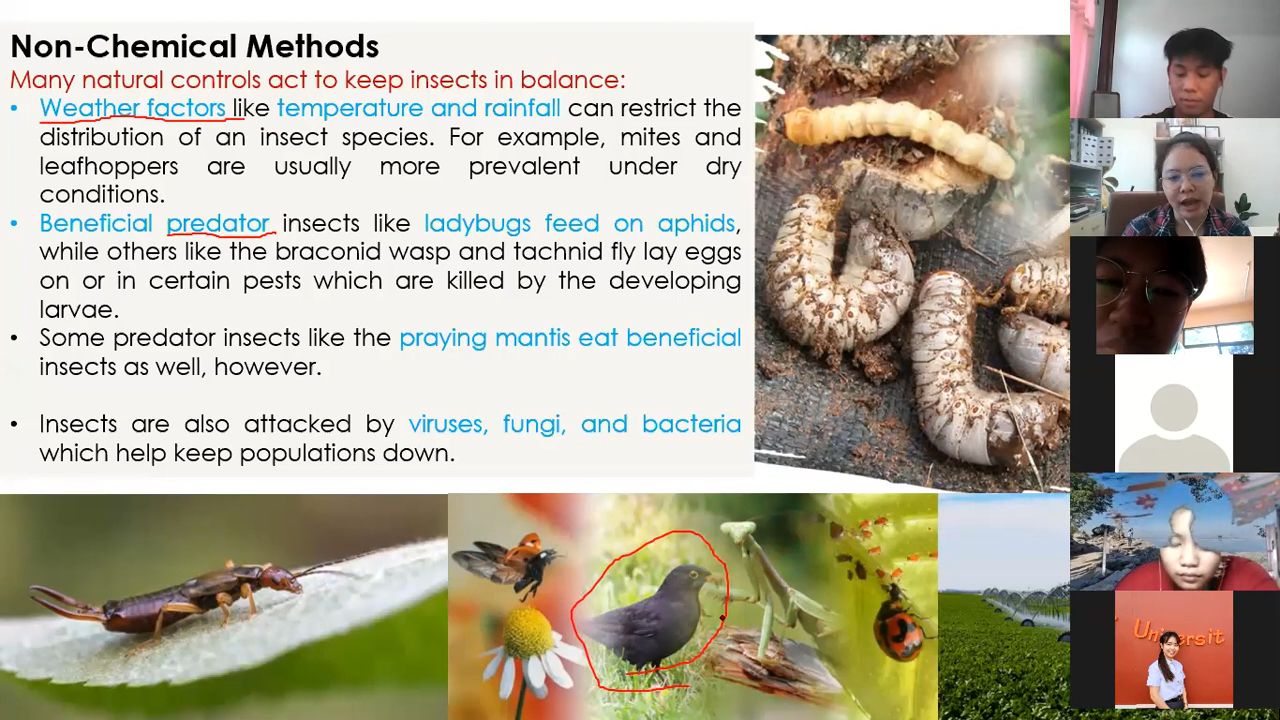 Non-Chemical Methods
Many natural controls act to keep insects in balance:
• Weather factors like temperature and rainfall can restrict the
distribution of an insect species. For example, mites and
leafhoppers are usually more prevalent under dry
conditions.
• Beneficial predator insects like ladybugs feed on aphids,
while others like the braconid wasp and tachnid fly lay eggs
on or in certain pests which are killed by the developing
larvae.
• Some predator insects like the praying mantis eat beneficial
insects as well, however.
• Insects are also attacked by viruses, fungi, and bacteria
which help keep populations down.